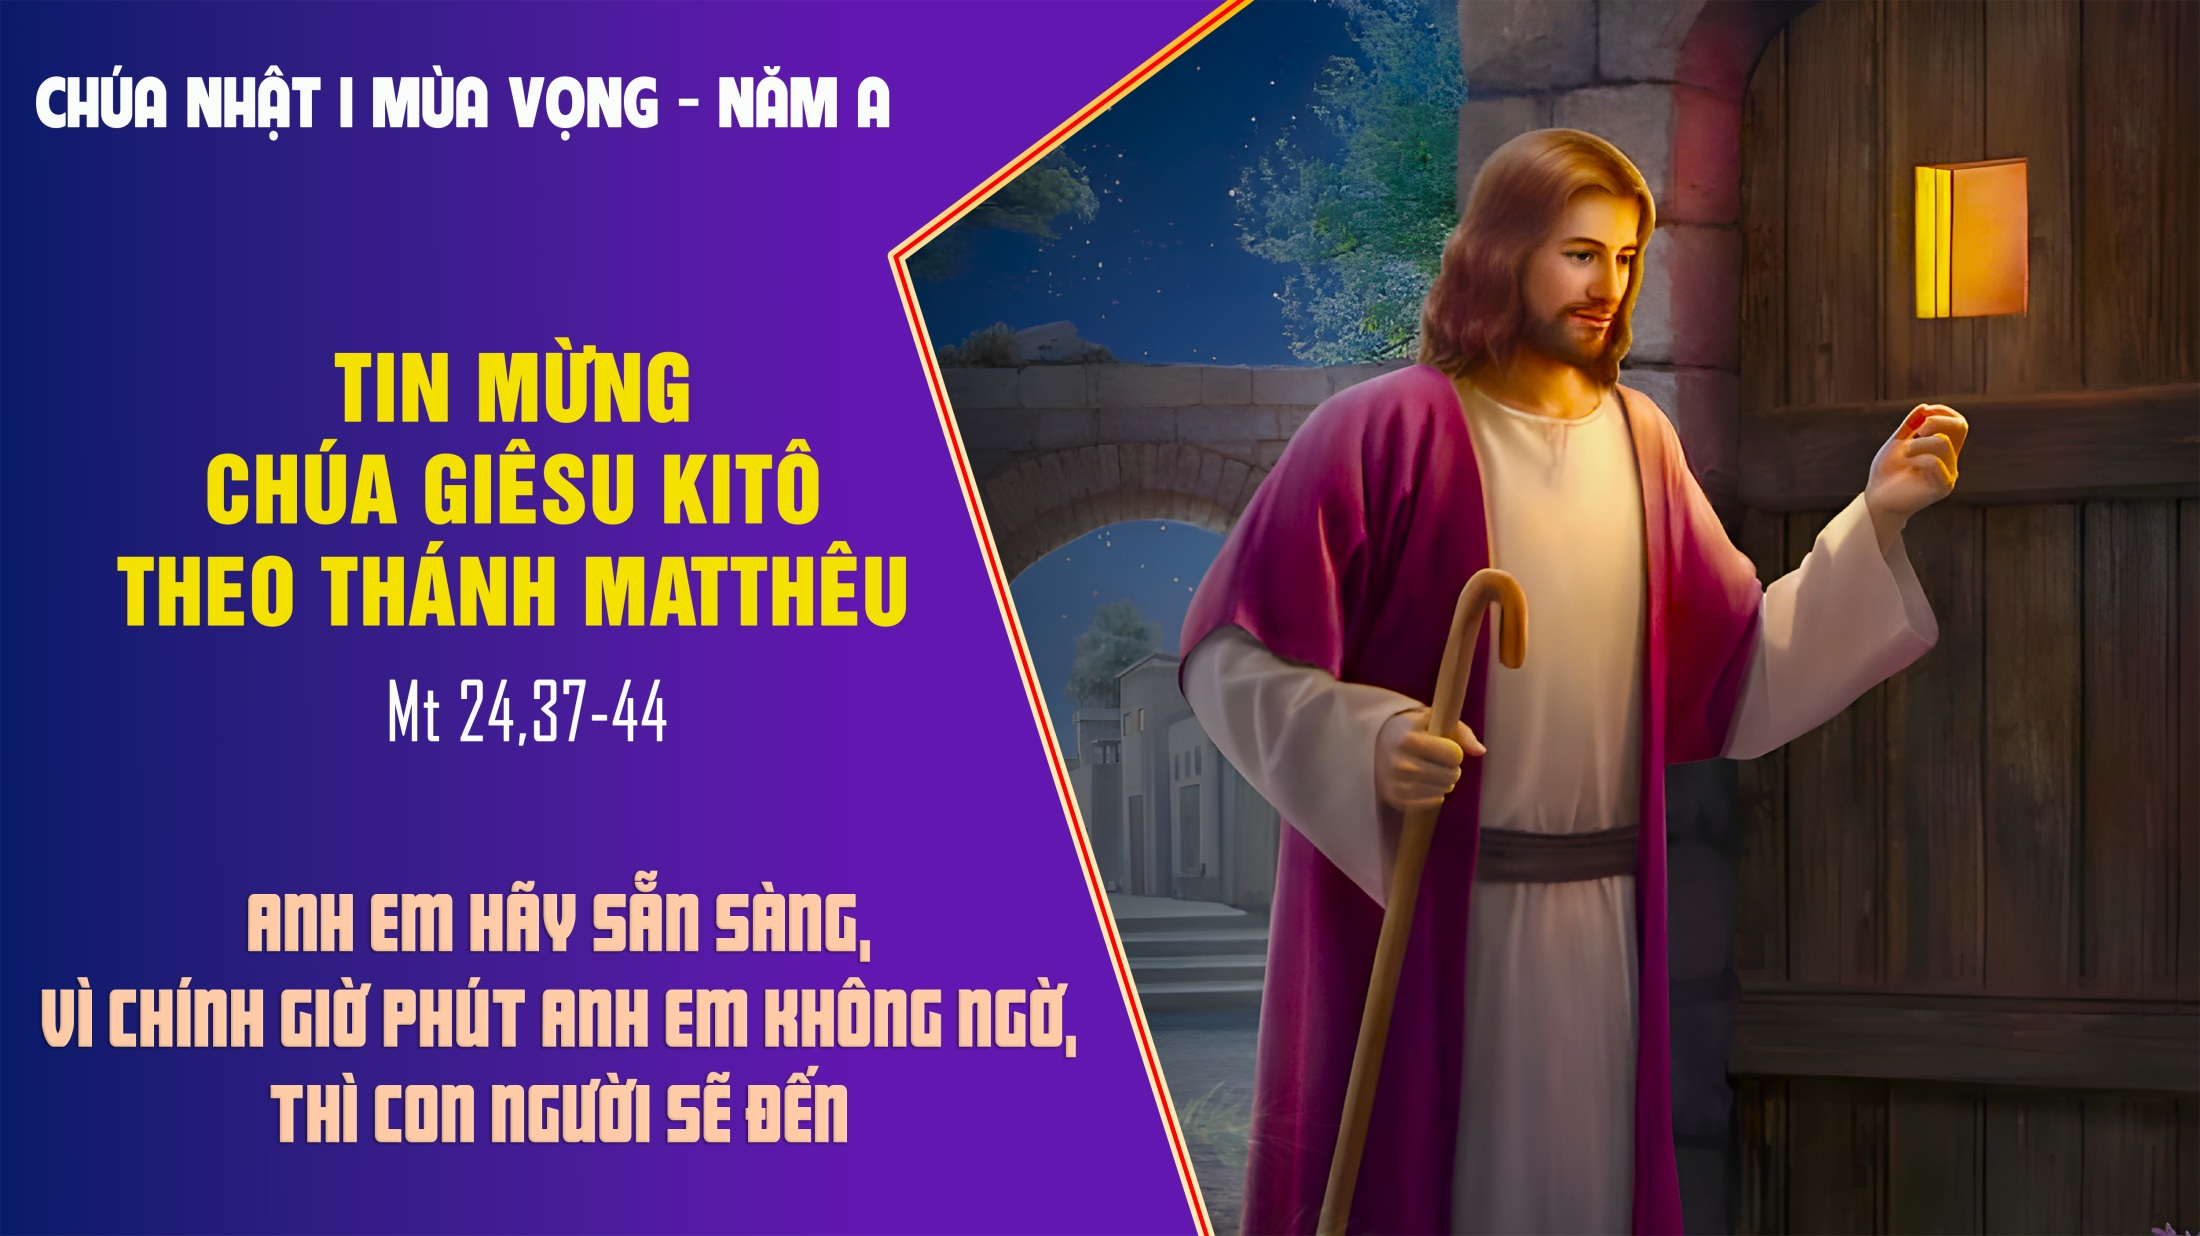 CHÚA NHẬT I MÙA VỌNG - NĂM A
TIN MỪNG
CHÚA GIÊSU KITÔ
THEO THÁNH MATTHÊU
Mt 24,37-44
ANH EM HÃY SẴN SÀNG,
VÌ CHÍNH GIỜ PHÚT ANH EM KHÔNG NGỜ,
THÌ CON NGƯỜI SẼ ĐẾN